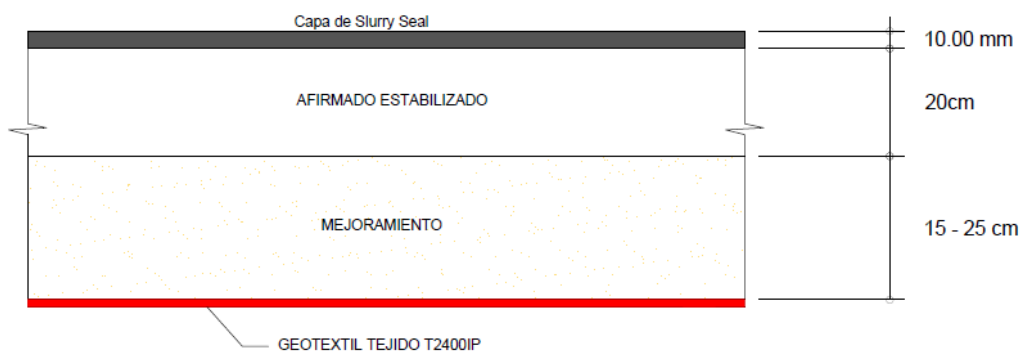 Capa de Slurry Seal
10.00 mm
AFIRMADO ESTABILIZADO
20cm
MEJORAMIENTO
15 - 25 cm
GEOTEXTIL TEJIDO T2400IP